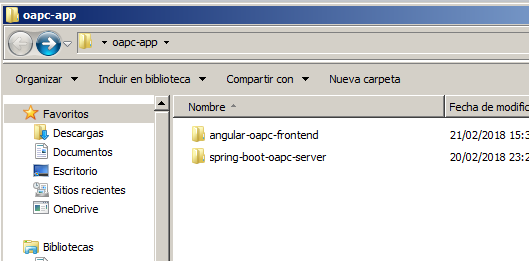 oapc-app
oapc-app
Organizar Incluir en biblioteca Compartir con Nueva carpeta
Favoritos
Descargas
Documentos
Escritorio
Sitios recientes
OneDrive
Bibliotecas
Nombre Fecha de modific
angular-oapc-frontend 21/02/2018 15:3
spring-boot-oapc-server 20/02/2018 23:2